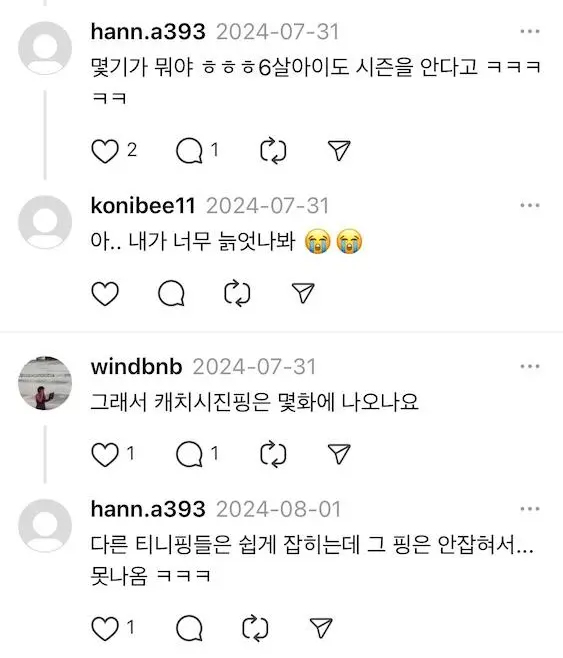 hann.a393 2024-07-31
몇기가 뭐야 ㅎㅎㅎ6살아이도 시즌을 안다고 ㅋㅋㅋ
ㅋㅋ
2 1
konibee11 2024-07-31
아.. 내가 너무 늙엇나봐 😭😭
windbnb 2024-07-31
그래서 캐치시진핑은 몇화에 나오나요
1 1
hann.a393 2024-08-01
다른 티니핑들은 쉽게 잡히는데 그 핑은 안잡혀서...
못나옴 ㅋㅋㅋ
1